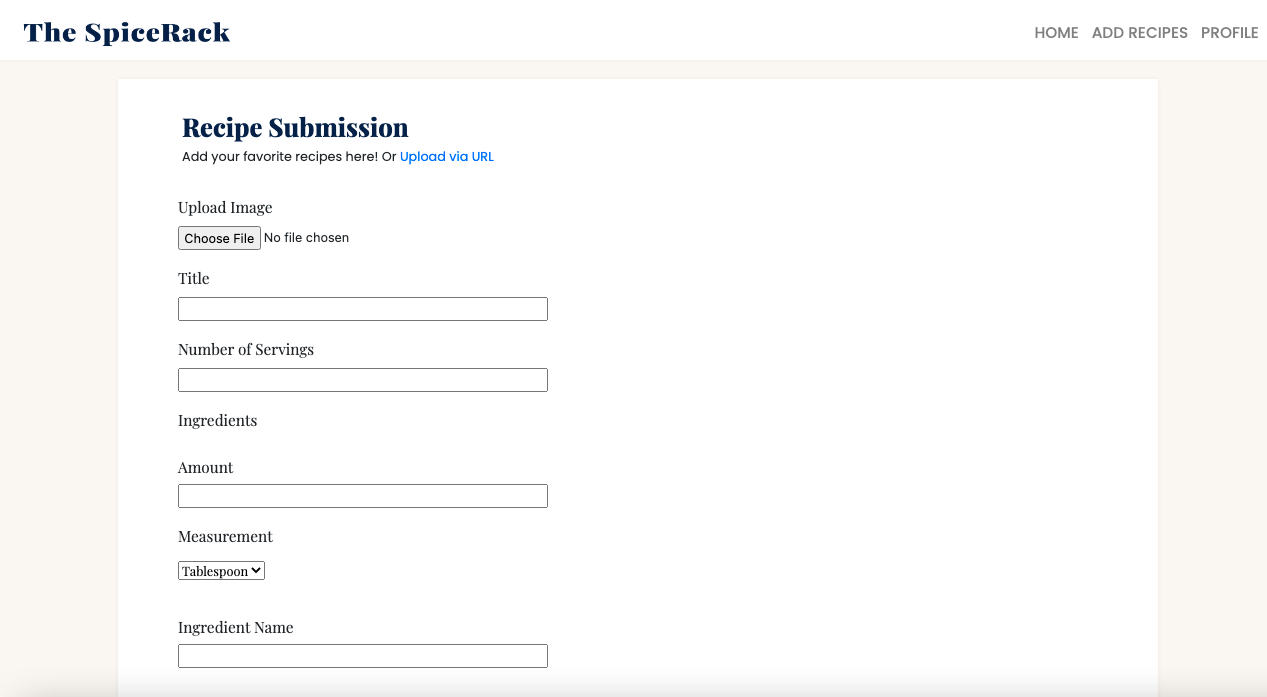 The SpiceRack
HOME ADD RECIPES PROFILE
Recipe Submission
Add your favorite recipes here! Or Upload via URL
Upload Image
Choose File No file chosen
Title
Number of Servings
Ingredients
Amount
Measurement
Tablespoon
Ingredient Name